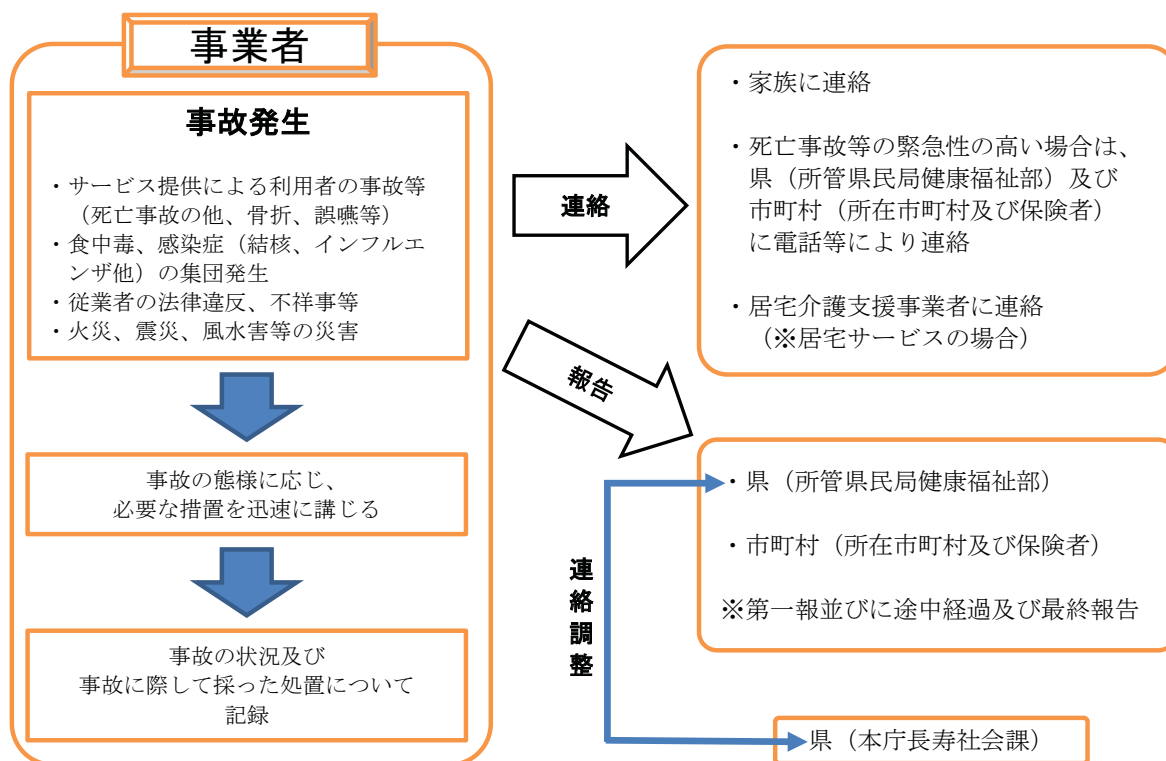 事業者
事故発生
・サービス提供による利用者の事故等
（死亡事故の他、骨折、誤嚥等）
・食中毒、感染症（結核、インフルエ
ンザ他）の集団発生
・従業者の法律違反、不祥事等
・火災、震災、風水害等の災害
事故の態様に応じ、
必要な措置を迅速に講じる
事故の状況及び
事故に際して採った処置について
記録
連絡
・家族に連絡
・死亡事故等の緊急性の高い場合は、
県（所管県民局健康福祉部）及び
市町村（所在市町村及び保険者）
に電話等により連絡
・居宅介護支援事業者に連絡
（※居宅サービスの場合）
報告
・県（所管県民局健康福祉部）
・市町村（所在市町村及び保険者）
※第一報並びに途中経過及び最終報告
連絡調整
県（本庁長寿社会課）